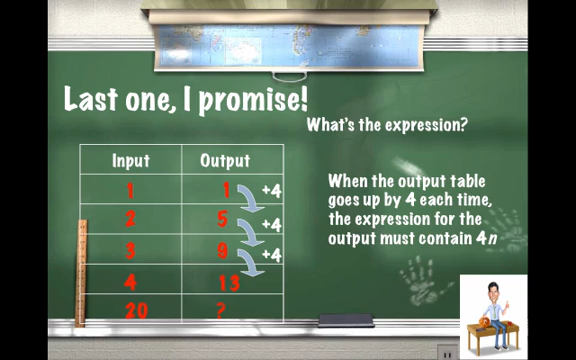 Last one, I promise!
What's the expression?
Input Output
1 1 +4
2 5 +4
3 9 +4
4 13
20 ?
When the output table
goes up by 4 each time,
the expression for the
output must contain 4n